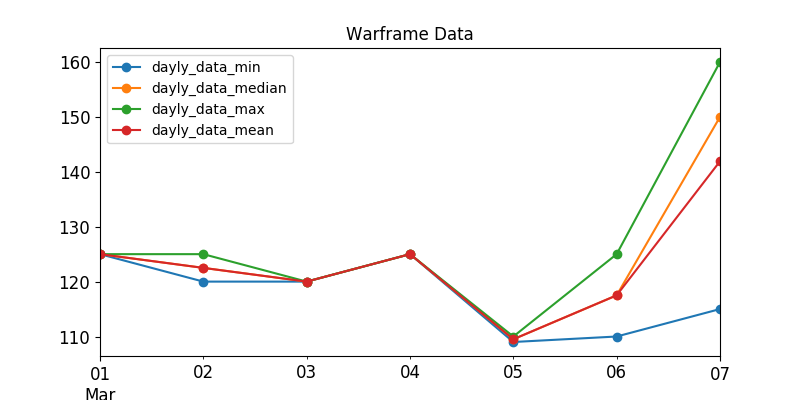 Warframe Data
dayly_data_min
dayly_data_median
dayly_data_max
dayly_data_mean
160
150
140
130
120
110
01 02 03 04 05 06 07
Mar